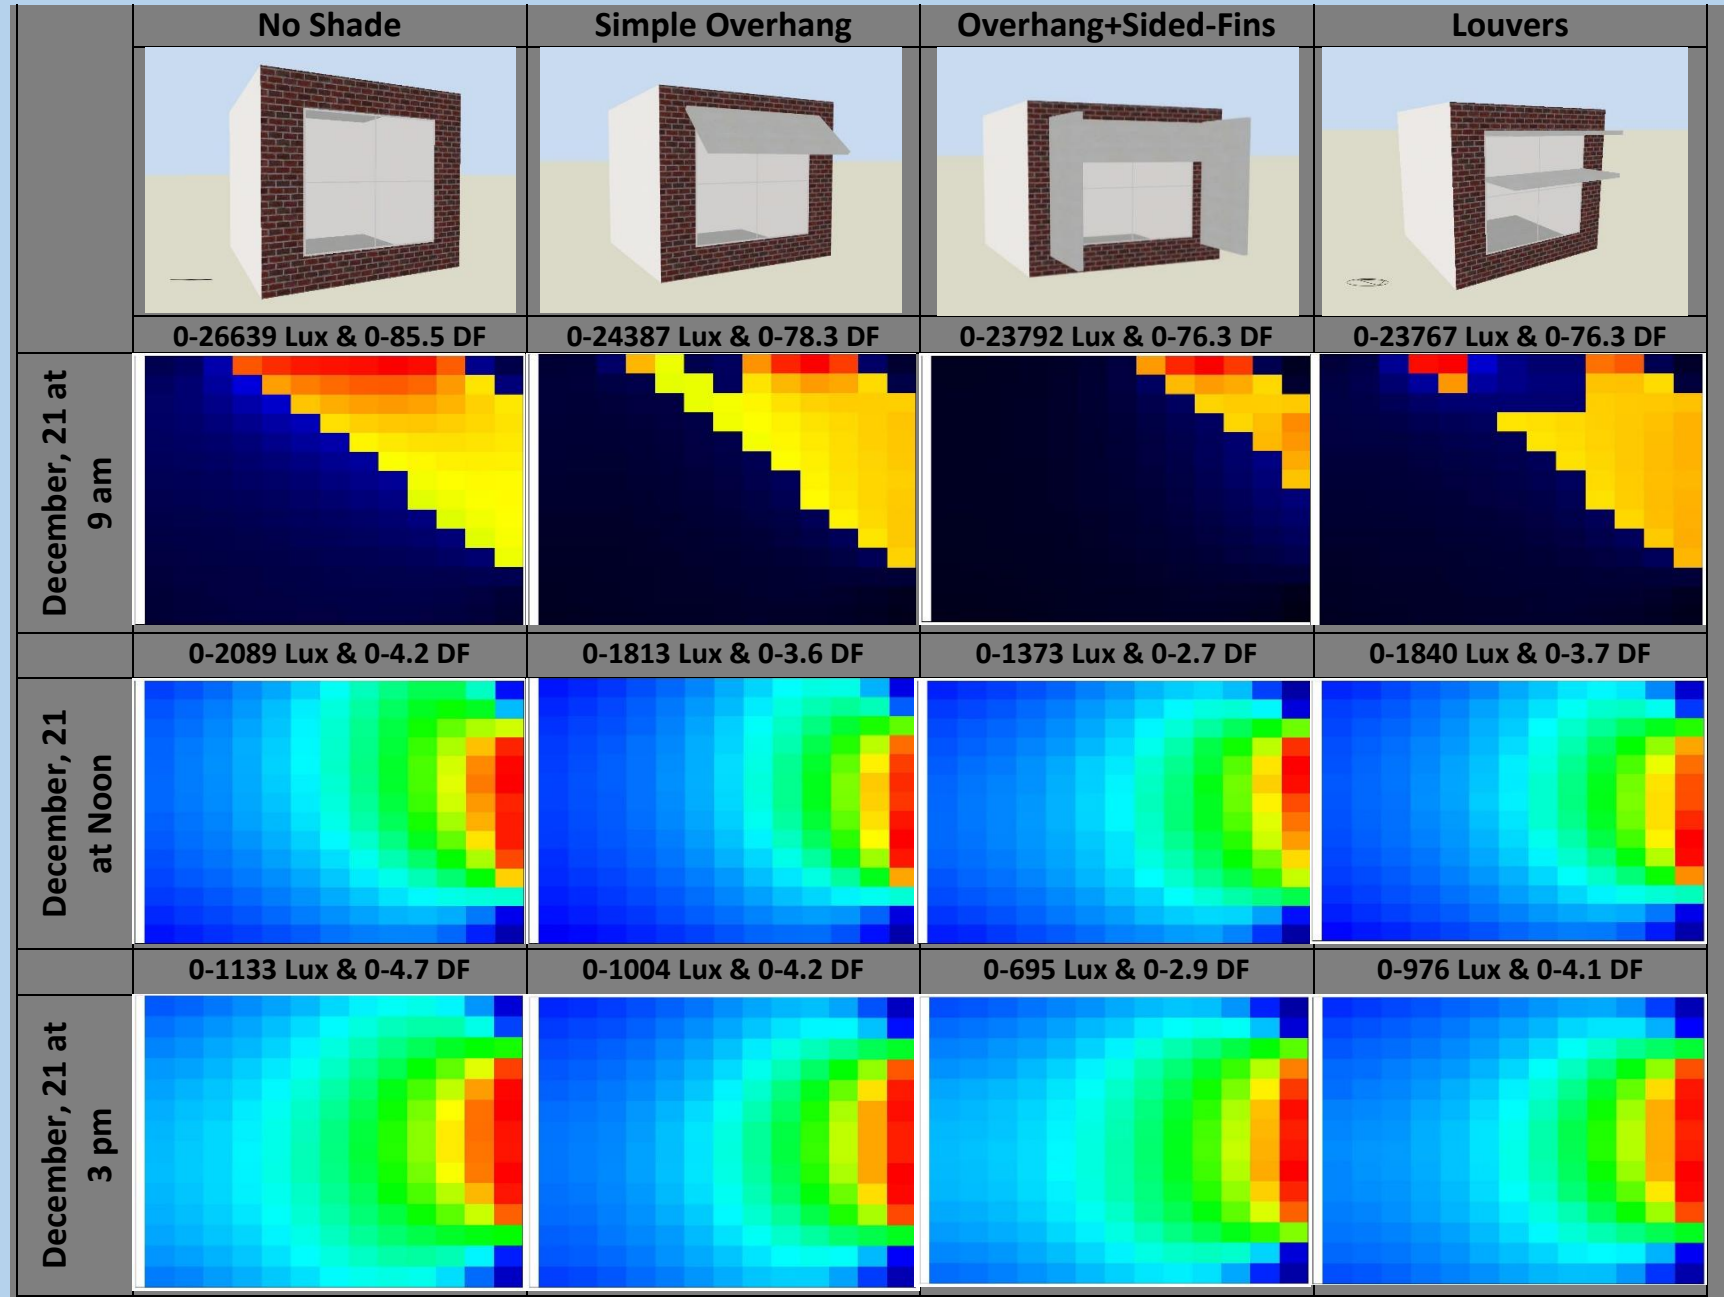 No Shade
Simple Overhang
Overhang+Sided-Fins
Louvers
0-26639 Lux & 0-85.5 DF
0-24387 Lux & 0-78.3 DF
0-23792 Lux & 0-76.3 DF
0-23767 Lux & 0-76.3 DF
December, 21 at
9 am
0-2089 Lux & 0-4.2 DF
0-1813 Lux & 0-3.6 DF
0-1373 Lux & 0-2.7 DF
0-1840 Lux & 0-3.7 DF
December, 21
at Noon
0-1133 Lux & 0-4.7 DF
0-1004 Lux & 0-4.2 DF
0-695 Lux & 0-2.9 DF
0-976 Lux & 0-4.1 DF
December, 21 at
3 pm